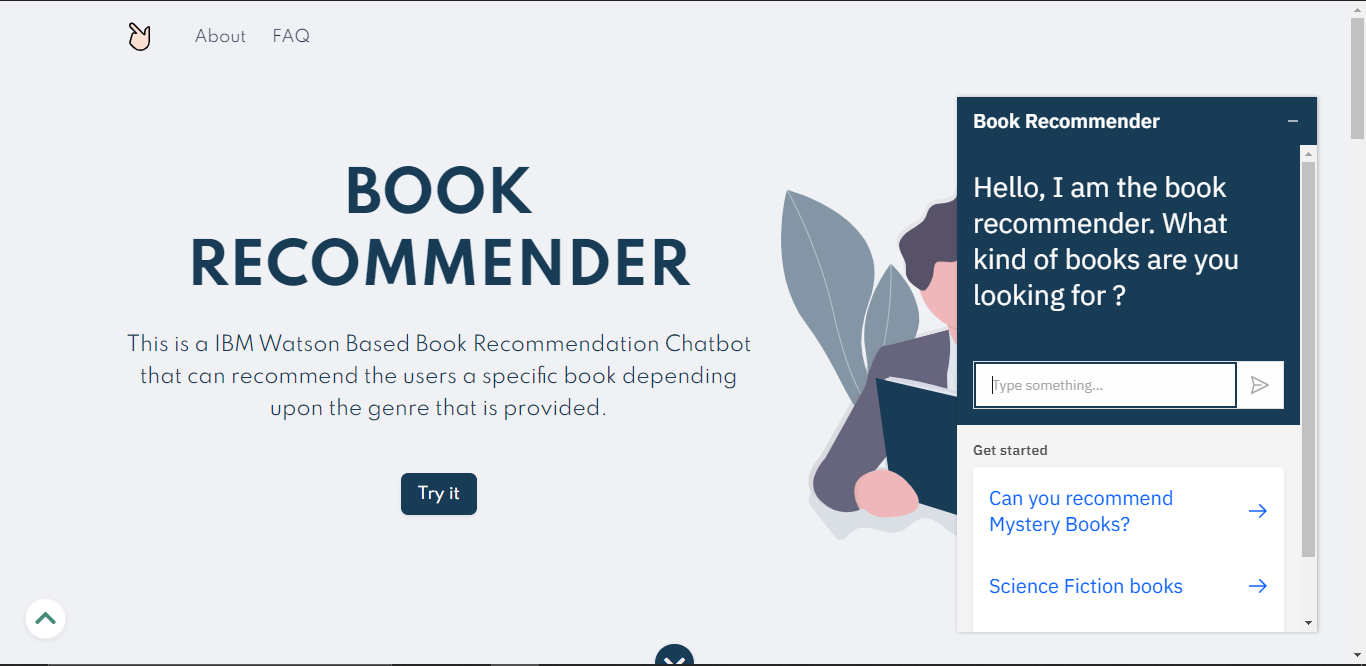 About FAQ
BOOK
RECOMMENDER
This is a IBM Watson Based Book Recommendation Chatbot
that can recommend the users a specific book depending
upon the genre that is provided.
Try it
Book Recommender
Hello, I am the book
recommender. What
kind of books are you
looking for ?
Type something...
Get started
Can you recommend
Mystery Books?
Science Fiction books